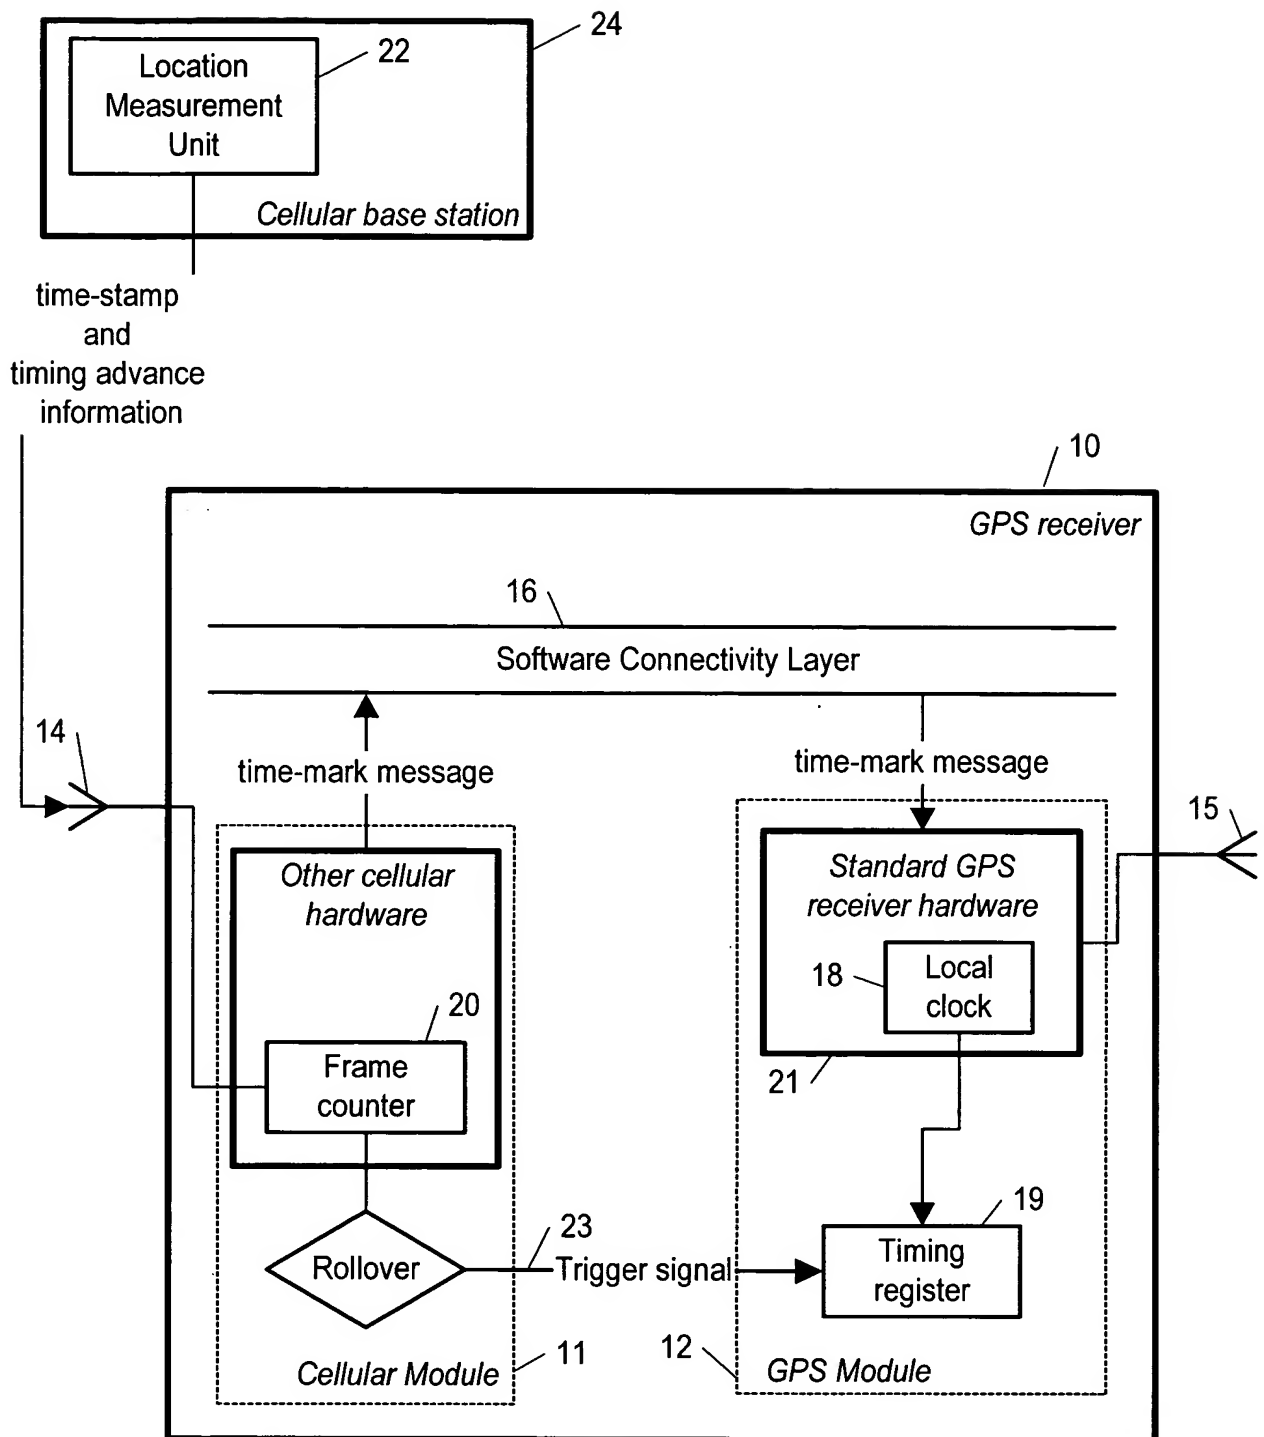 24
22
Location
Measurement
Unit
Cellular base station
time-stamp
and
timing advance
information
10
GPS receiver
16
Software Connectivity Layer
14
time-mark message
time-mark message
15
Other cellular
hardware
Standard GPS
receiver hardware
18
Local
clock
20
Frame
counter
21
19
23
Rollover
Trigger signal
Timing
register
11
Cellular Module
12
GPS Module